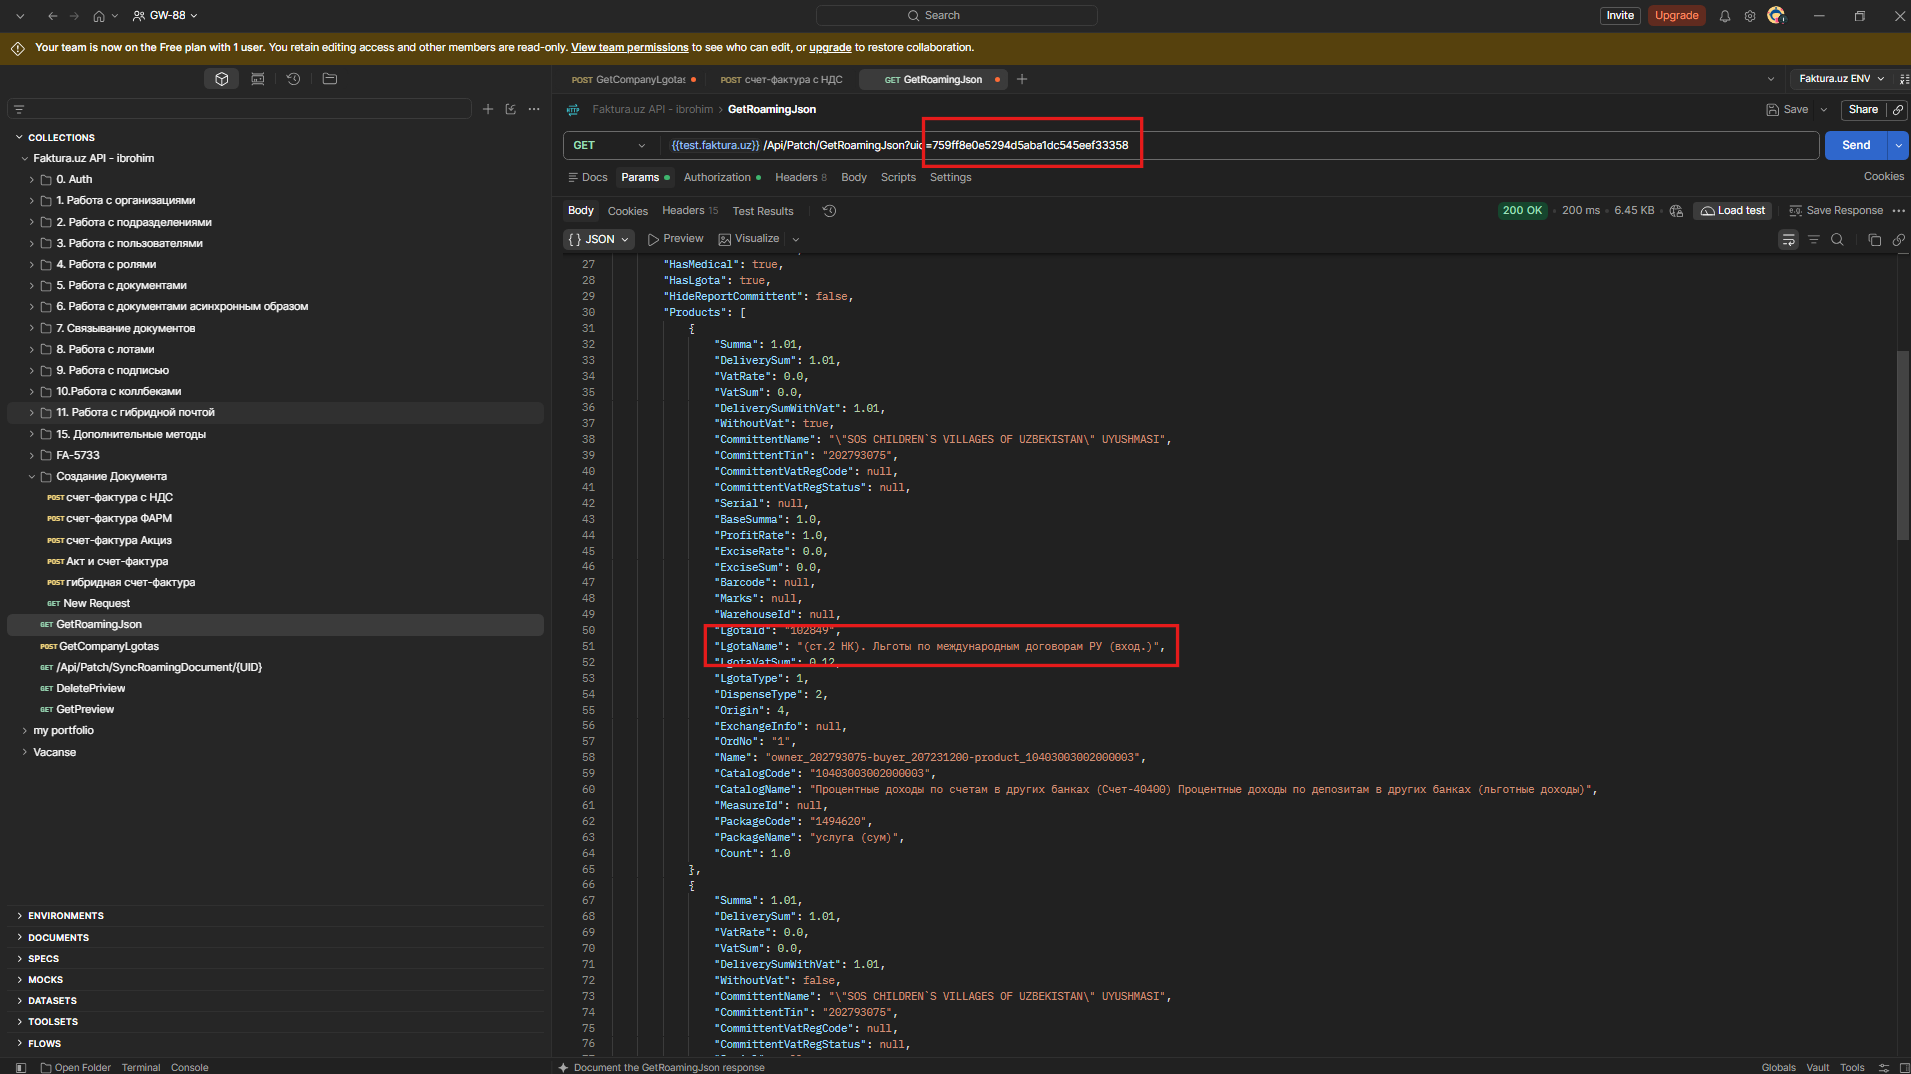 GW-88
Search
Invite
Upgrade
Your team is now on the Free plan with 1 user. You retain editing access and other members are read-only. View team permissions to see who can edit, or upgrade to restore collaboration.
POST GetCompanyLgotas
POST счет-фактура с НДС
GET GetRoamingJson
Faktura.uz ENV
Faktura.uz API - ibrohim > GetRoamingJson
Save
Share
GET
{{test.faktura.uz}} /Api/Patch/GetRoamingJson?uid=759ff8e0e5294d5aba1dc545eef33358
Send
Docs Params Authorization Headers 8 Body Scripts Settings
Cookies
Body Cookies Headers 15 Test Results
200 OK 200 ms 6.45 KB Load test Save Response
{} JSON Preview Visualize
COLLECTIONS
Faktura.uz API - ibrohim
0. Auth
1. Работа с организациями
2. Работа с подразделениями
3. Работа с пользователями
4. Работа с ролями
5. Работа с документами
6. Работа с документами асинхронным образом
7. Связывание документов
8. Работа с лотами
9. Работа с подписью
10.Работа с коллбеками
11. Работа с гибридной почтой
15. Дополнительные методы
FA-5733
Создание Документа
POST счет-фактура с НДС
POST счет-фактура ФАРМ
POST счет-фактура Акциз
POST Акт и счет-фактура
POST гибридная счет-фактура
GET New Request
GET GetRoamingJson
POST GetCompanyLgotas
GET /Api/Patch/SyncRoamingDocument/{UID}
GET DeletePriview
GET GetPreview
my portfolio
Vacanse
ENVIRONMENTS
DOCUMENTS
SPECS
MOCKS
DATASETS
TOOLSETS
FLOWS
27 "HasMedical": true,
28 "HasLgota": true,
29 "HideReportCommittent": false,
30 "Products": [
31 {
32 "Summa": 1.01,
33 "DeliverySum": 1.01,
34 "VatRate": 0.0,
35 "VatSum": 0.0,
36 "DeliverySumWithVat": 1.01,
37 "WithoutVat": true,
38 "CommittentName": "\"SOS CHILDREN`S VILLAGES OF UZBEKISTAN\" UYUSHMASI",
39 "CommittentTin": "202793075",
40 "CommittentVatRegCode": null,
41 "CommittentVatRegStatus": null,
42 "Serial": null,
43 "BaseSumma": 1.0,
44 "ProfitRate": 1.0,
45 "ExciseRate": 0.0,
46 "ExciseSum": 0.0,
47 "Barcode": null,
48 "Marks": null,
49 "WarehouseId": null,
50 "LgotaId": "102849",
51 "LgotaName": "(ст.2 НК). Льготы по международным договорам РУ (вход.)",
52 "LgotaVatSum": 0.12,
53 "LgotaType": 1,
54 "DispenseType": 2,
55 "Origin": 4,
56 "ExchangeInfo": null,
57 "OrdNo": "1",
58 "Name": "owner_202793075-buyer_207231200-product_10403003002000003",
59 "CatalogCode": "10403003002000003",
60 "CatalogName": "Процентные доходы по счетам в других банках (Счет-40400) Процентные доходы по депозитам в других банках (льготные доходы)",
61 "MeasureId": null,
62 "PackageCode": "1494620",
63 "PackageName": "услуга (сум)",
64 "Count": 1.0
65 },
66 {
67 "Summa": 1.01,
68 "DeliverySum": 1.01,
69 "VatRate": 0.0,
70 "VatSum": 0.0,
71 "DeliverySumWithVat": 1.01,
72 "WithoutVat": false,
73 "CommittentName": "\"SOS CHILDREN`S VILLAGES OF UZBEKISTAN\" UYUSHMASI",
74 "CommittentTin": "202793075",
75 "CommittentVatRegCode": null,
76 "CommittentVatRegStatus": null,
Open Folder Terminal Console
Document the GetRoamingJson response
Globals Vault Tools